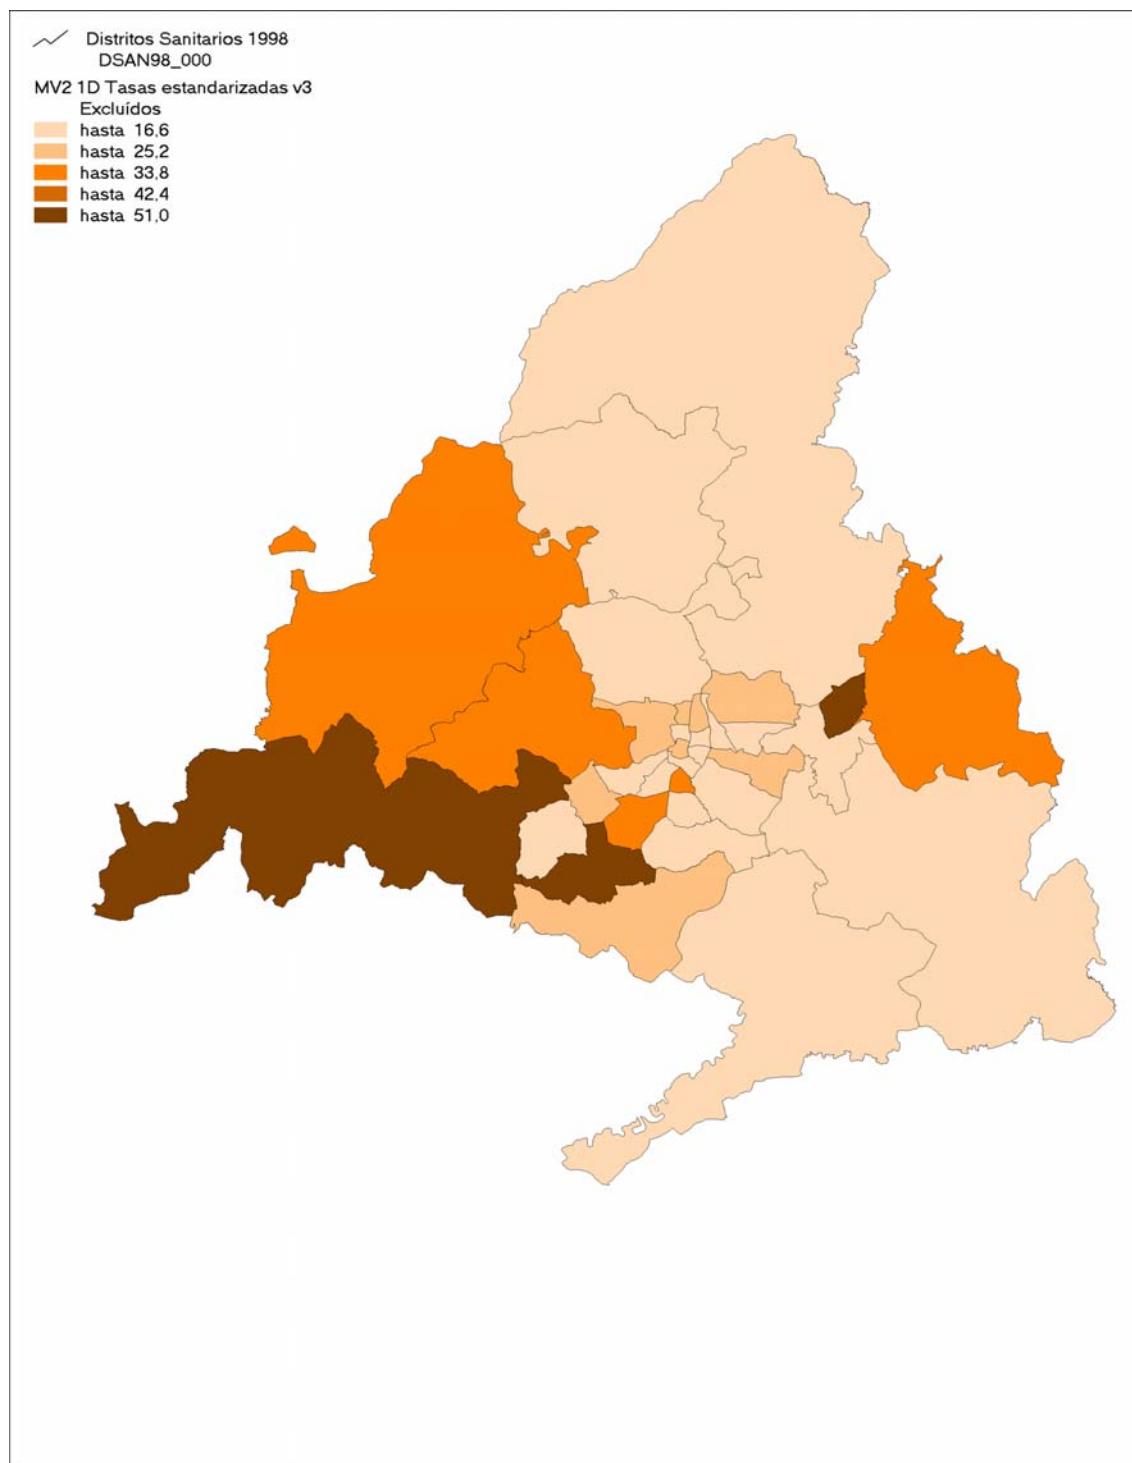 Distritos Sanitarios 1998
DSAN98_000
MV2 1D Tasas estandarizadas v3
Excluídos
hasta 16,6
hasta 25,2
hasta 33,8
hasta 42,4
hasta 51,0